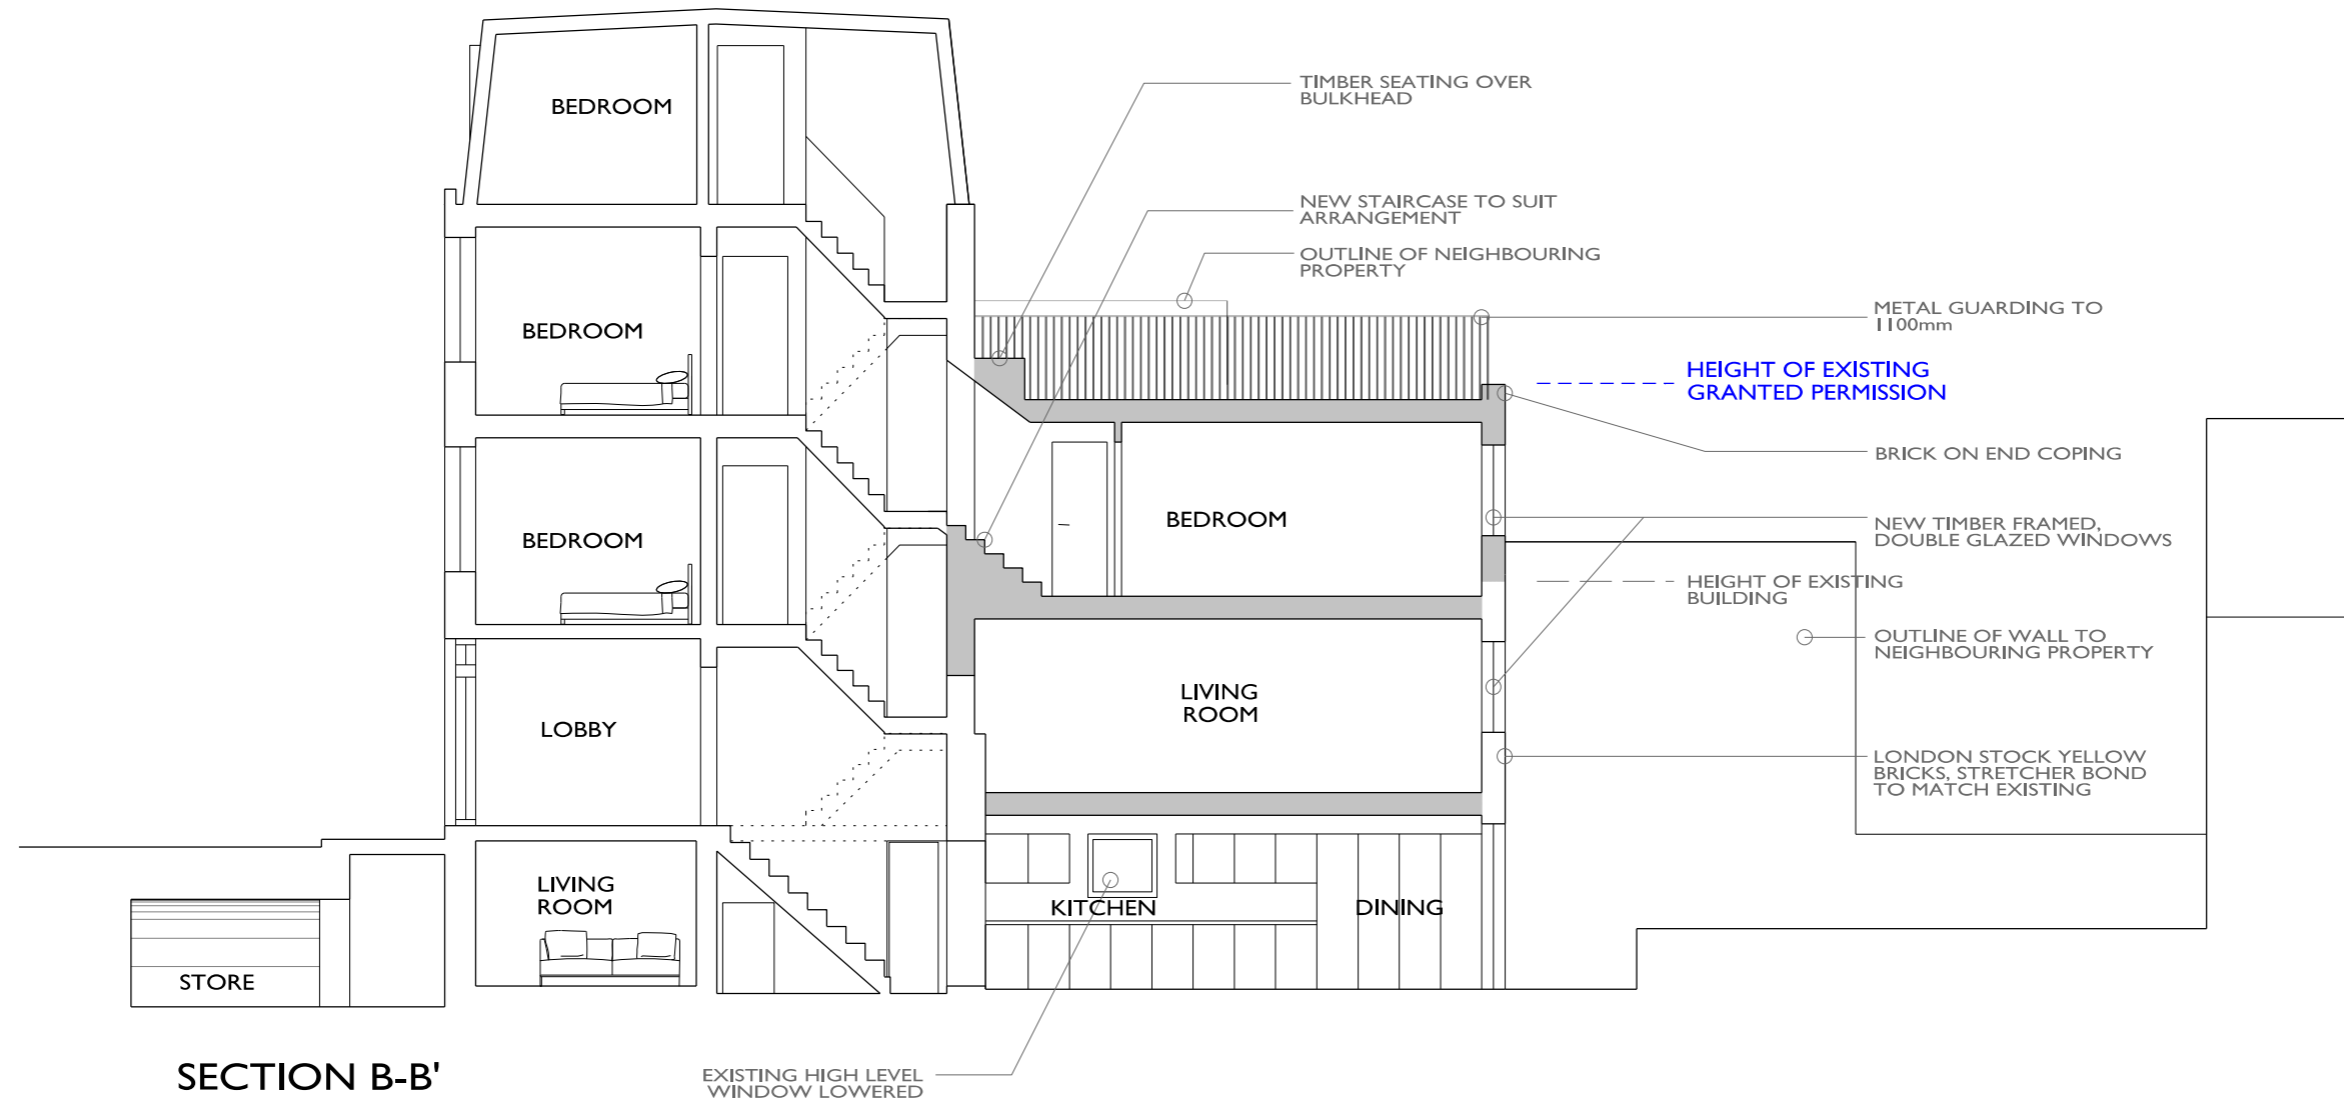 BEDROOM
TIMBER SEATING OVER
BULKHEAD
NEW STAIRCASE TO SUIT
ARRANGEMENT
OUTLINE OF NEIGHBOURING
PROPERTY
METAL GUARDING TO
1100mm
BEDROOM
HEIGHT OF EXISTING
GRANTED PERMISSION
BRICK ON END COPING
BEDROOM
BEDROOM
NEW TIMBER FRAMED,
DOUBLE GLAZED WINDOWS
HEIGHT OF EXISTING
BUILDING
OUTLINE OF WALL TO
NEIGHBOURING PROPERTY
LOBBY
LIVING
ROOM
LONDON STOCK YELLOW
BRICKS, STRETCHER BOND
TO MATCH EXISTING
LIVING
ROOM
KITCHEN
DINING
STORE
SECTION B-B'
EXISTING HIGH LEVEL
WINDOW LOWERED